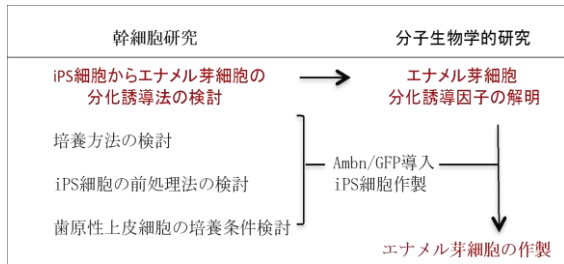 幹細胞研究
分子生物学的研究
iPS細胞からエナメル芽細胞の
分化誘導法の検討
エナメル芽細胞
分化誘導因子の解明
培養方法の検討
iPS細胞の前処理法の検討
歯原性上皮細胞の培養条件検討
Ambn/GFP導入
iPS細胞作製
エナメル芽細胞の作製